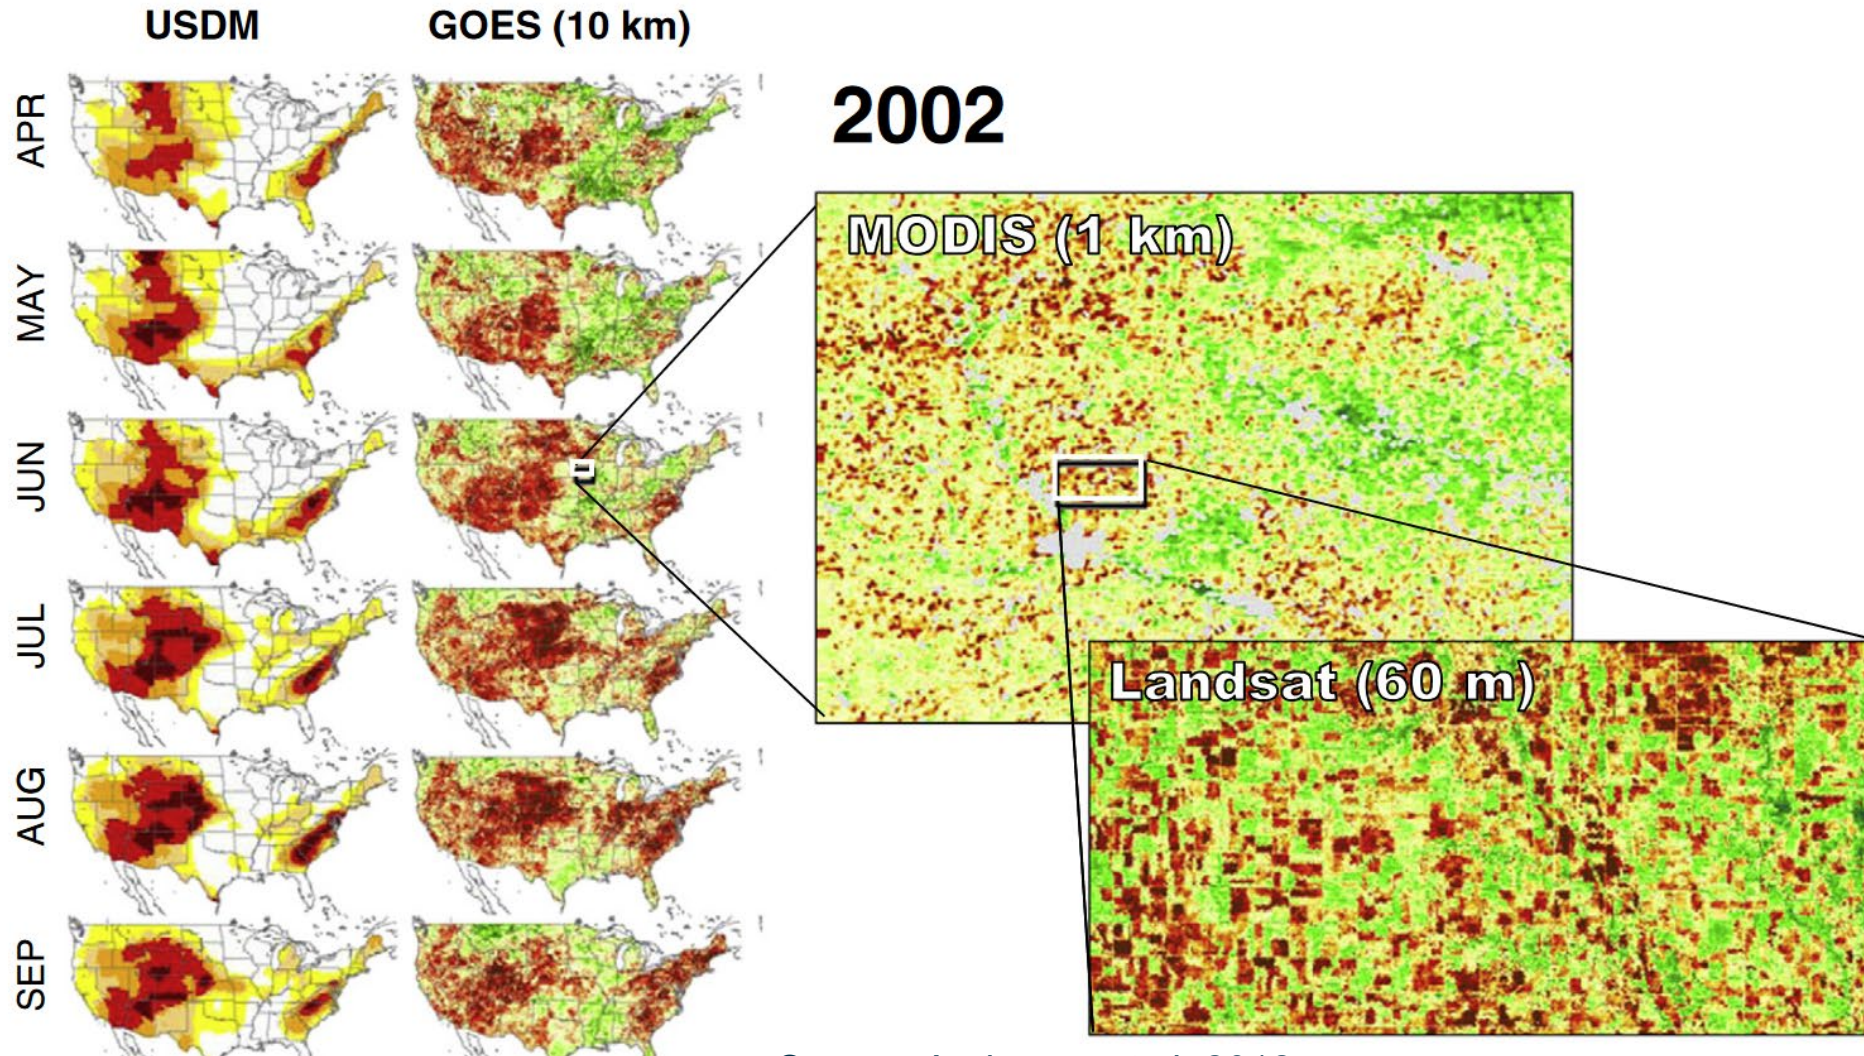 USDM
GOES (10 km)
APR
MAY
JUN
JUL
AUG
SEP
2002
MODIS (1 km)
Landsat (60 m)